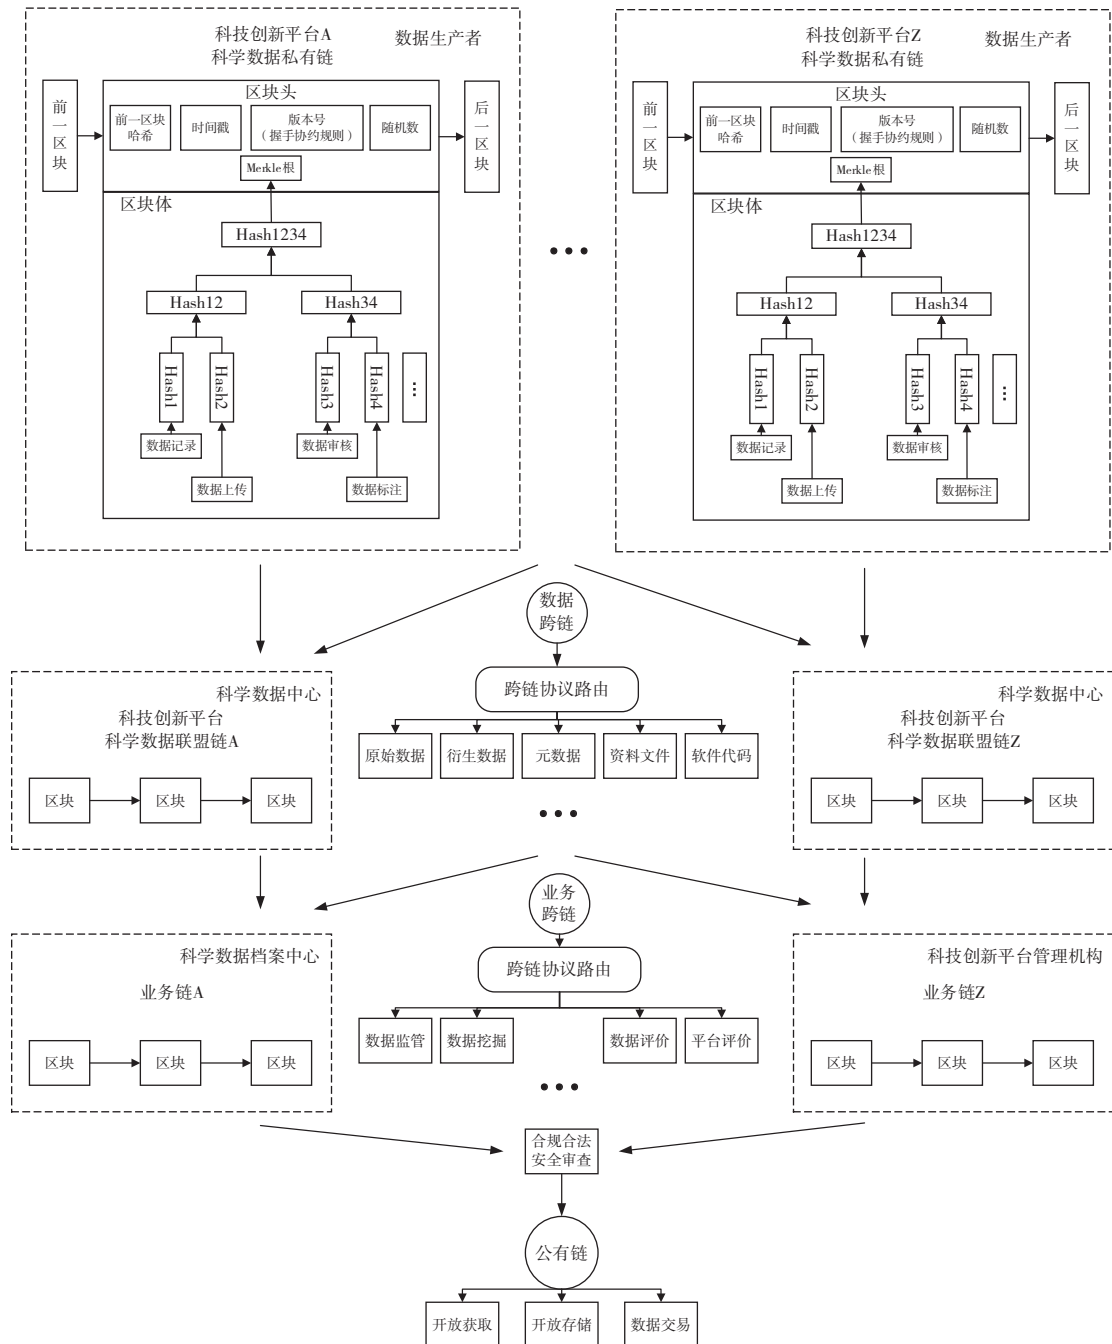 科技创新平台A
科学数据私有链
数据生产者
前一区块
区块头
前一区块
哈希
时间戳
版本号
（握手协约规则）
随机数
后一区块
Merkle根
区块体
Hash1234
Hash12
Hash34
Hash1
Hash2
Hash3
Hash4
...
数据记录
数据审核
数据上传
数据标注
•••
科技创新平台Z
科学数据私有链
数据生产者
前一区块
区块头
前一区块
哈希
时间戳
版本号
（握手协约规则）
随机数
后一区块
Merkle根
区块体
Hash1234
Hash12
Hash34
Hash1
Hash2
Hash3
Hash4
...
数据记录
数据审核
数据上传
数据标注
数据
跨链
跨链协议路由
原始数据
衍生数据
元数据
资料文件
软件代码
•••
科学数据中心
科技创新平台
科学数据联盟链A
区块
区块
区块
科学数据中心
科技创新平台
科学数据联盟链Z
区块
区块
区块
业务
跨链
跨链协议路由
数据监管
数据挖掘
数据评价
平台评价
•••
科学数据档案中心
业务链A
区块
区块
区块
科技创新平台管理机构
业务链Z
区块
区块
区块
合规合法
安全审查
公有链
开放获取
开放存储
数据交易